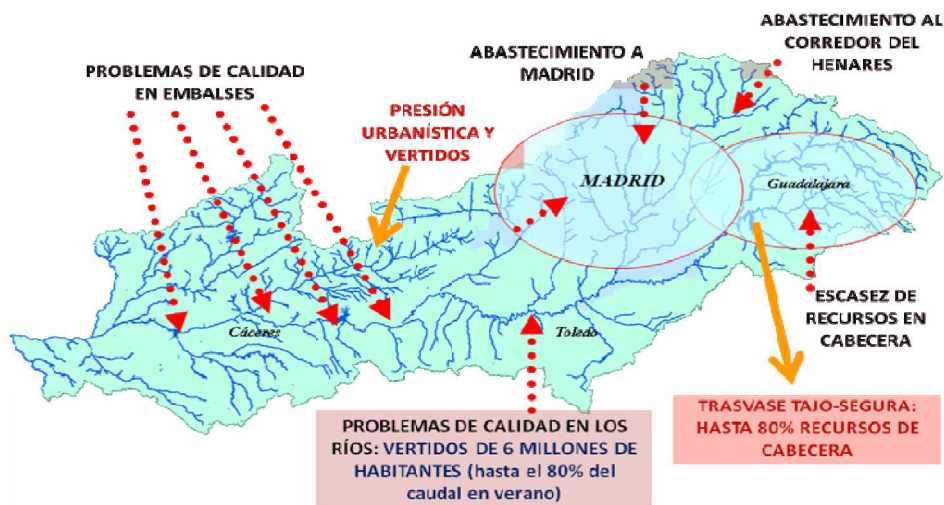 ABASTECIMIENTO AL
CORREDOR DEL
HENARES
ABASTECIMIENTO A
MADRID
PROBLEMAS DE CALIDAD
EN EMBALSES
PRESIÓN
URBANÍSTICA Y
VERTIDOS
MADRID
Guadalajara
ESCASEZ DE
RECURSOS EN
CABECERA
Cáceres
Toledo
TRASVASE TAJO-SEGURA:
HASTA 80% RECURSOS DE
CABECERA
PROBLEMAS DE CALIDAD EN LOS
RÍOS: VERTIDOS DE 6 MILLONES DE
HABITANTES (hasta el 80% del
caudal en verano)